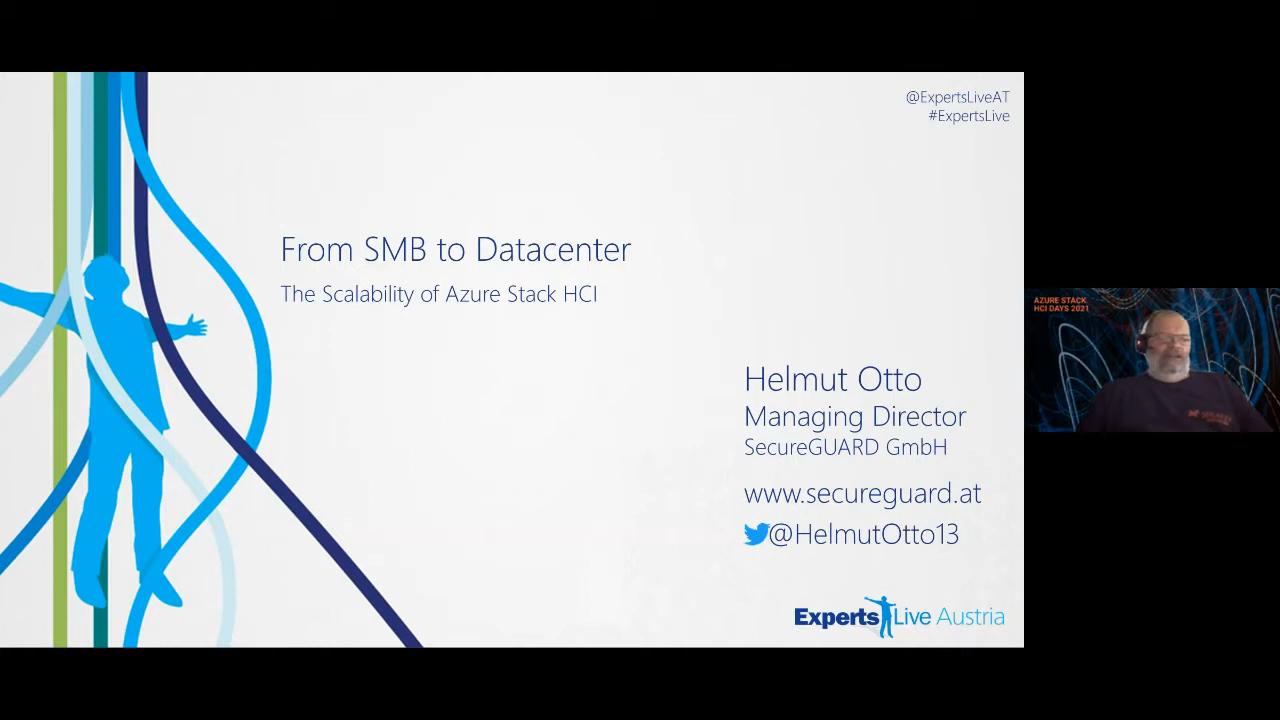 @ExpertsLiveAT
#ExpertsLive
From SMB to Datacenter
The Scalability of Azure Stack HCI
Helmut Otto
Managing Director
SecureGUARD GmbH
www.secureguard.at
@HelmutOtto13
Experts Live Austria
AZURE STACK
HCI DAYS 2021